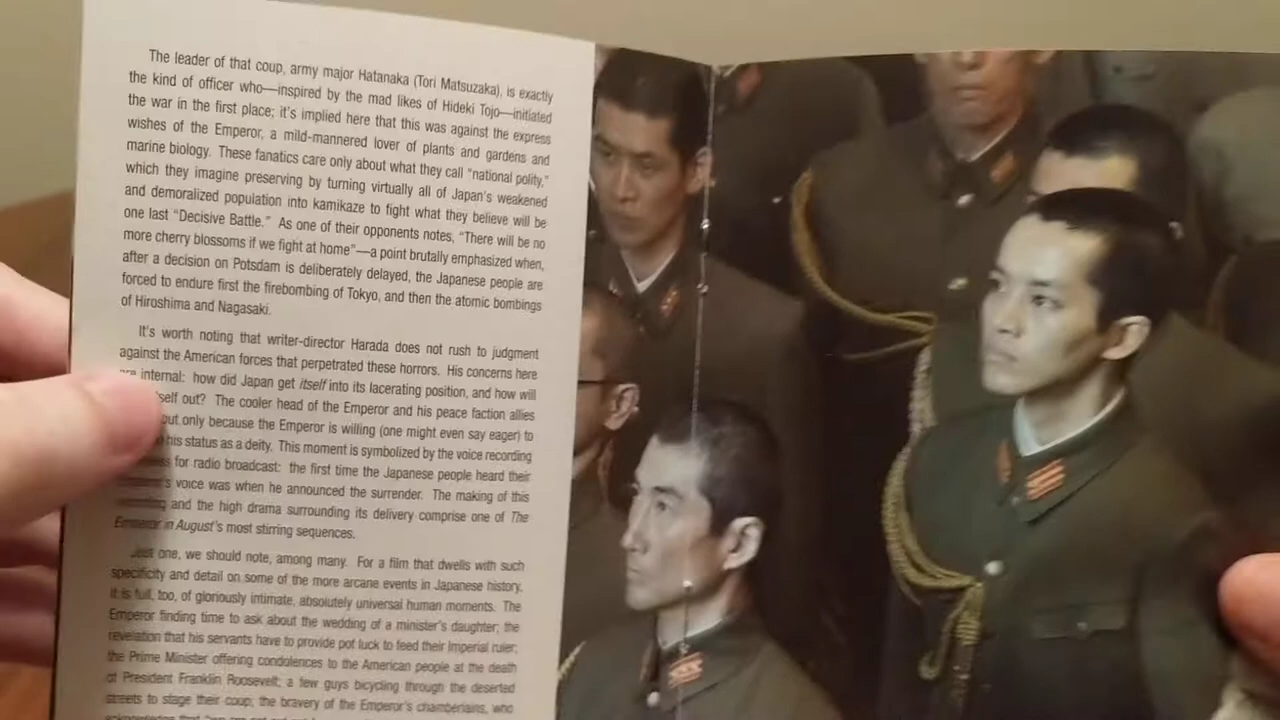 The leader of that coup, army major Hatanaka (Tori Matsuzaka), is exactly
the kind of officer who—inspired by the mad likes of Hideki Tojo—initiated
the war in the first place; it's implied here that this was against the express
wishes of the Emperor, a mild-mannered lover of plants and gardens and
marine biology. These fanatics care only about what they call "national polity,"
which they imagine preserving by turning virtually all of Japan's weakened
and demoralized population into kamikaze to fight what they believe will be
one last "Decisive Battle." As one of their opponents notes, "There will be no
more cherry blossoms if we fight at home"—a point brutally emphasized when,
after a decision on Potsdam is deliberately delayed, the Japanese people are
forced to endure first the firebombing of Tokyo, and then the atomic bombings
of Hiroshima and Nagasaki.
It's worth noting that writer-director Harada does not rush to judgment
against the American forces that perpetrated these horrors. His concerns here
are internal: how did Japan get itself into its lacerating position, and how will
self out? The cooler head of the Emperor and his peace faction allies
but only because the Emperor is willing (one might even say eager) to
his status as a deity. This moment is symbolized by the voice recording
for radio broadcast: the first time the Japanese people heard their
voice was when he announced the surrender. The making of this
and the high drama surrounding its delivery comprise one of The
Emperor in August's most stirring sequences.
Just one, we should note, among many. For a film that dwells with such
specificity and detail on some of the more arcane events in Japanese history,
it is full, too, of gloriously intimate, absolutely universal human moments. The
Emperor finding time to ask about the wedding of a minister's daughter; the
revelation that his servants have to provide pot luck to feed their Imperial ruler;
the Prime Minister offering condolences to the American people at the death
of President Franklin Roosevelt; a few guys bicycling through the deserted
streets to stage their coup; the bravery of the Emperor's chamberlains, who
acknowledge that